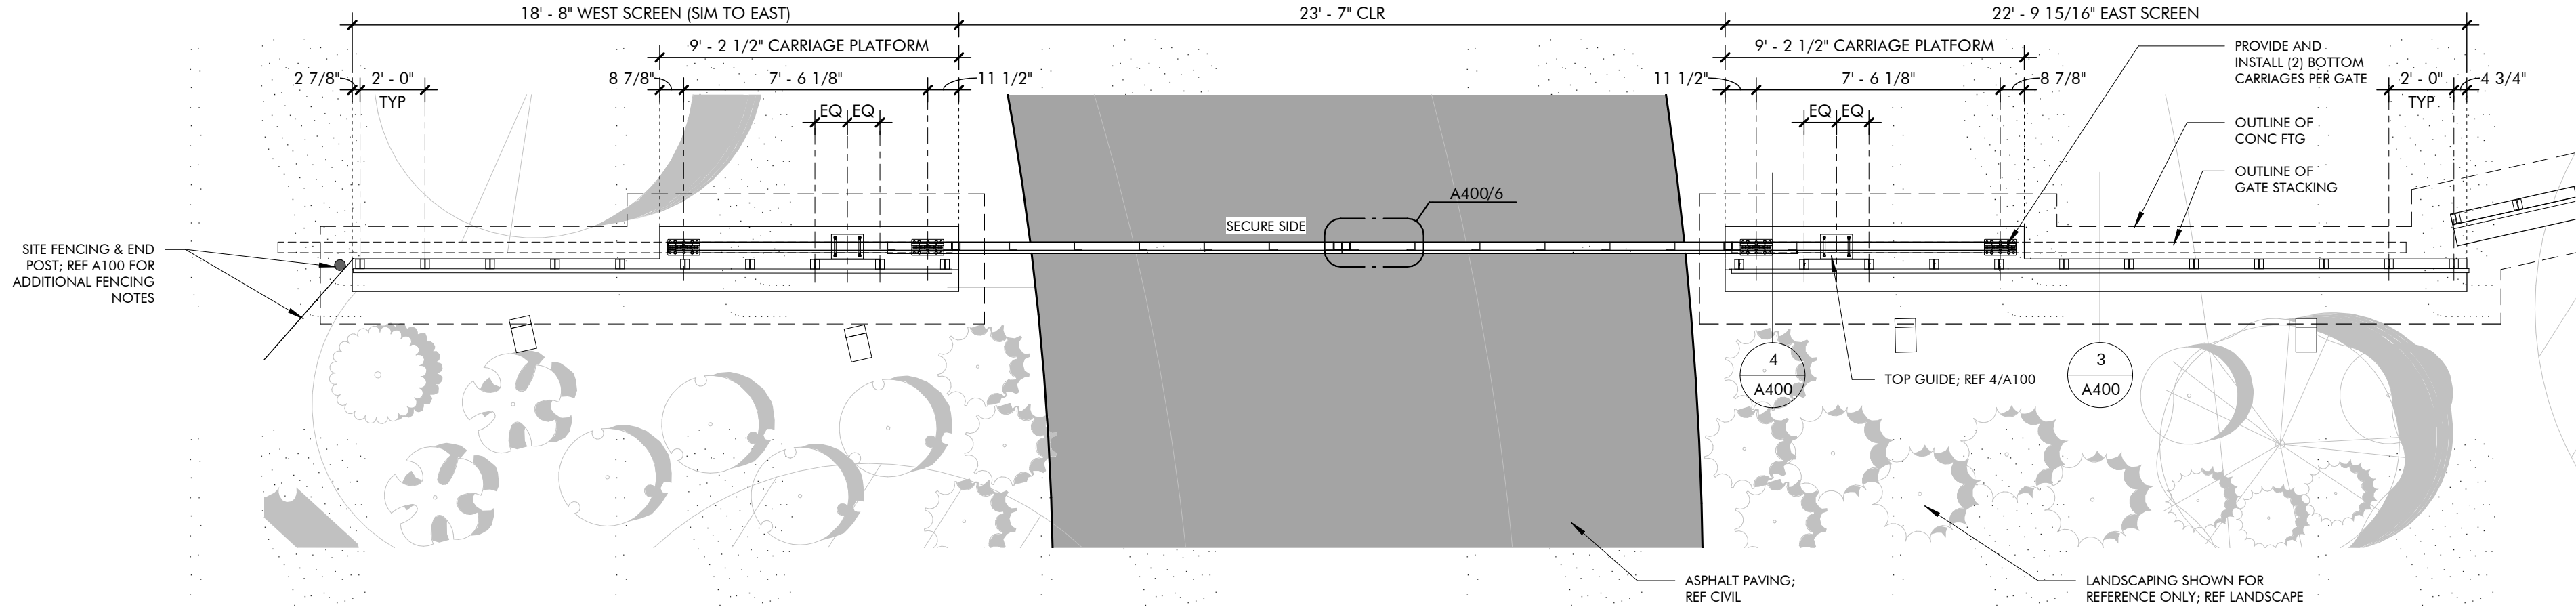 18' - 8" WEST SCREEN (SIM TO EAST)
23' - 7" CLR
22' - 9 15/16" EAST SCREEN
9' - 2 1/2" CARRIAGE PLATFORM
9' - 2 1/2" CARRIAGE PLATFORM
2 7/8"
2' - 0"
TYP
8 7/8"
7' - 6 1/8"
11 1/2"
11 1/2"
7' - 6 1/8"
8 7/8"
2' - 0"
TYP
4 3/4"
EQ
EQ
EQ
EQ
PROVIDE AND
INSTALL (2) BOTTOM
CARRIAGES PER GATE
OUTLINE OF
CONC FTG
OUTLINE OF
GATE STACKING
A400/6
SECURE SIDE
SITE FENCING & END
POST; REF A100 FOR
ADDITIONAL FENCING
NOTES
4
A400
TOP GUIDE; REF 4/A100
3
A400
ASPHALT PAVING;
REF CIVIL
LANDSCAPING SHOWN FOR
REFERENCE ONLY; REF LANDSCAPE